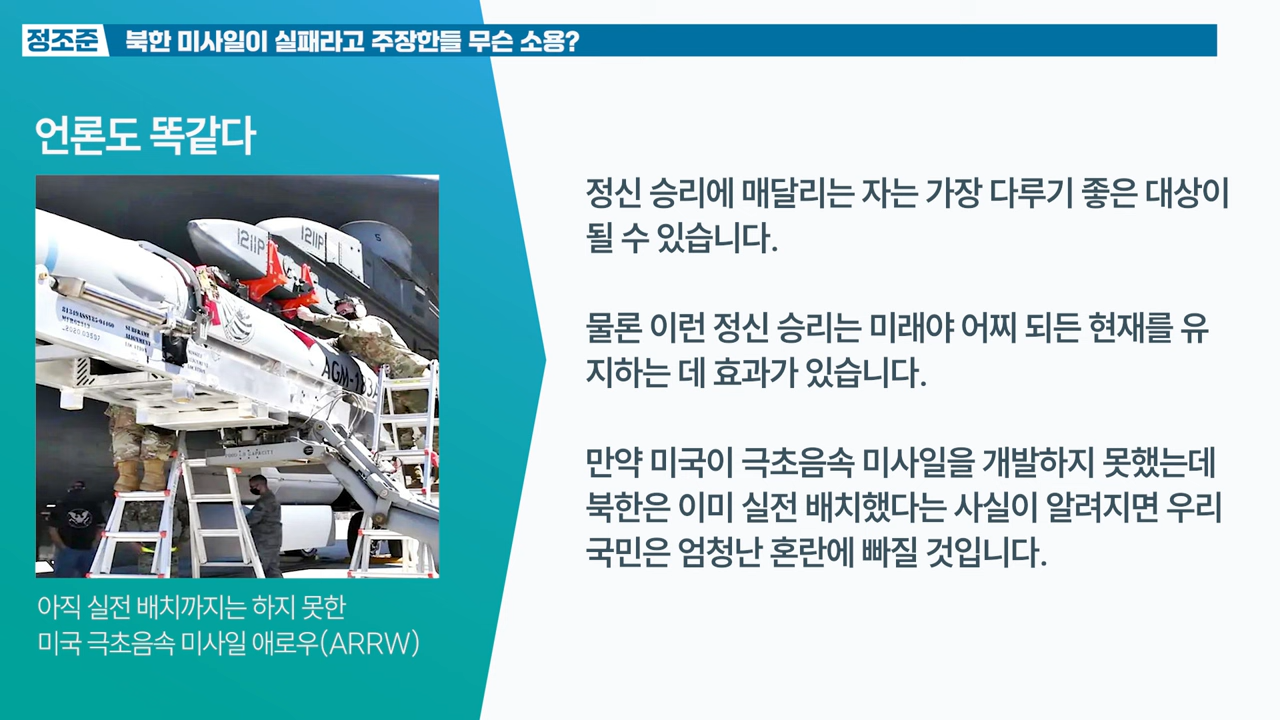 정조준 북한 미사일이 실패라고 주장한들 무슨 소용?
언론도 똑같다
정신 승리에 매달리는 자는 가장 다루기 좋은 대상이
될 수 있습니다.
물론 이런 정신 승리는 미래야 어찌 되든 현재를 유
지하는 데 효과가 있습니다.
만약 미국이 극초음속 미사일을 개발하지 못했는데
북한은 이미 실전 배치했다는 사실이 알려지면 우리
국민은 엄청난 혼란에 빠질 것입니다.
1211P
1211P
AGM-183A
아직 실전 배치까지는 하지 못한
미국 극초음속 미사일 애로우(ARRW)